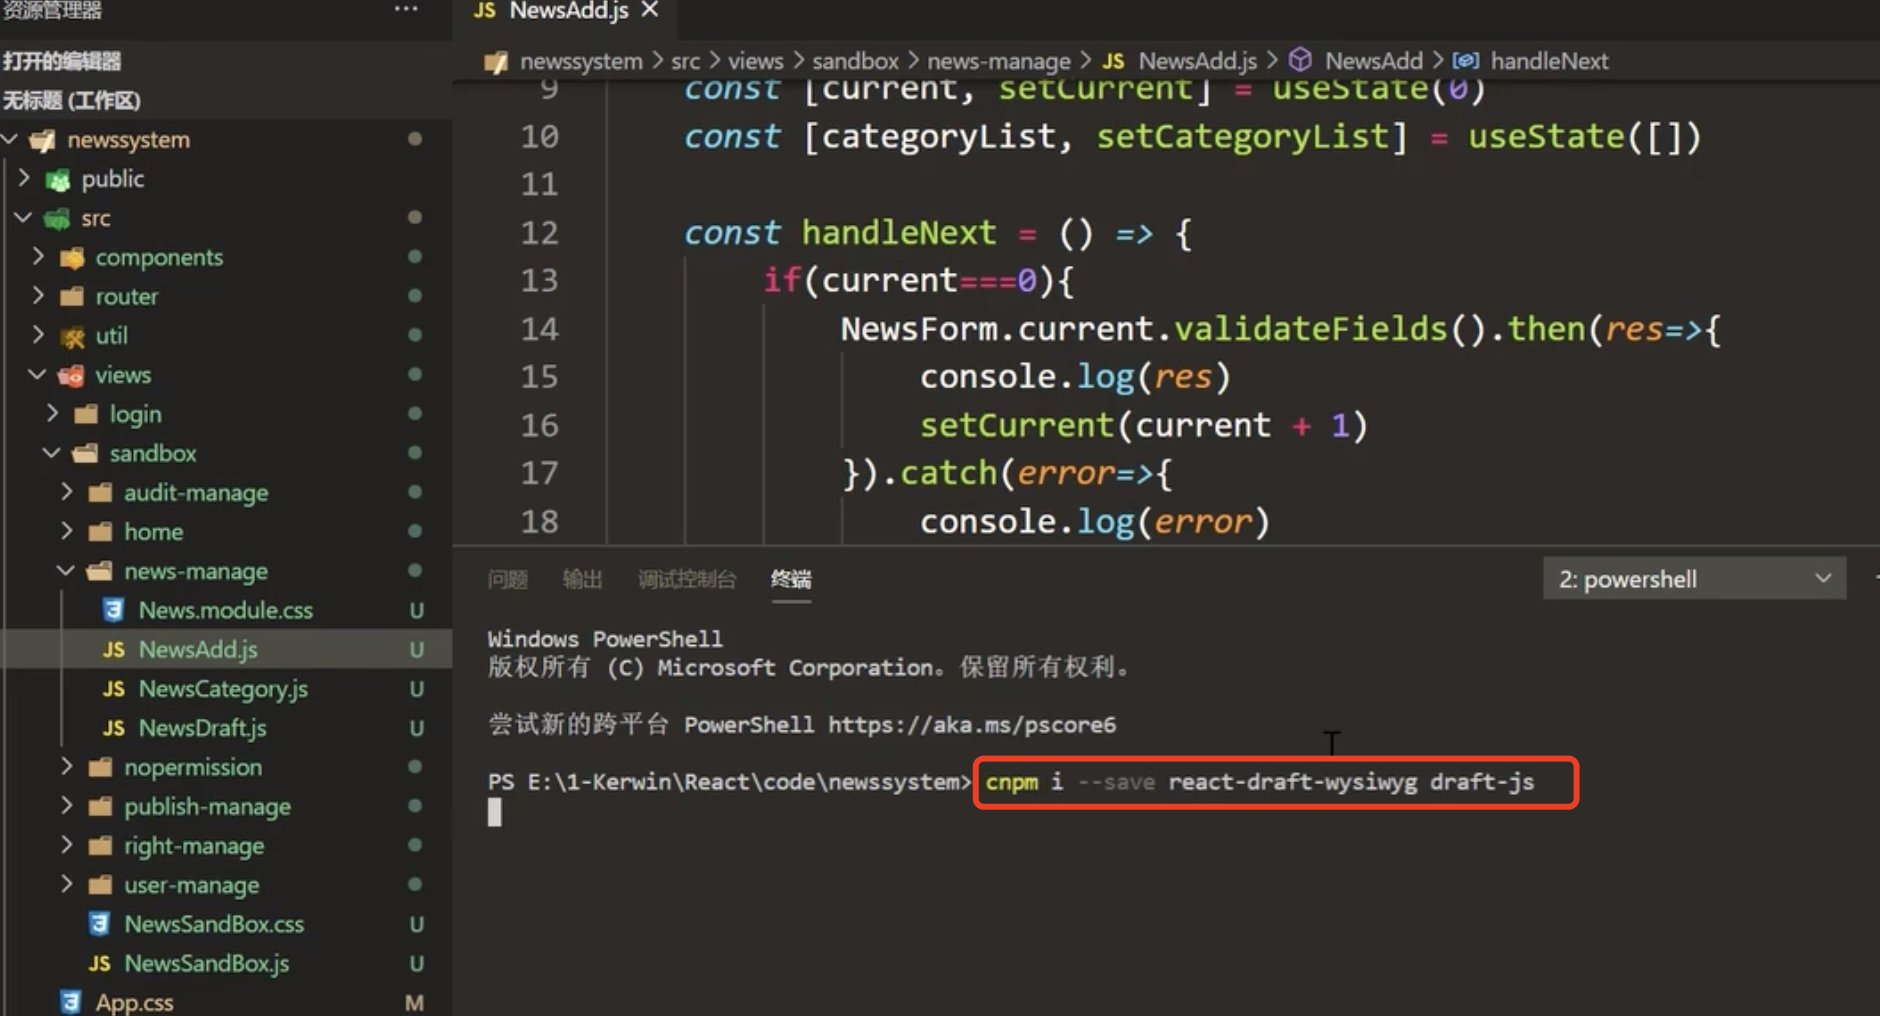 资源管理器
打开的编辑器
无标题 (工作区)
newssystem
public
src
components
router
util
views
login
sandbox
audit-manage
home
news-manage
News.module.css U
NewsAdd.js U
NewsCategory.js U
NewsDraft.js U
nopermission
publish-manage
right-manage
user-manage
NewsSandBox.css U
NewsSandBox.js U
App.css M
JS NewsAdd.js
newssystem > src > views > sandbox > news-manage > JS NewsAdd.js > NewsAdd > handleNext
9 const [current, setCurrent] = useState(0)
10 const [categoryList, setCategoryList] = useState([])
11
12 const handleNext = () => {
13 if(current===0){
14 NewsForm.current.validateFields().then(res=>{
15 console.log(res)
16 setCurrent(current + 1)
17 }).catch(error=>{
18 console.log(error)
问题 输出 调试控制台 终端 2: powershell
Windows PowerShell
版权所有 (C) Microsoft Corporation。保留所有权利。
尝试新的跨平台 PowerShell https://aka.ms/pscore6
PS E:\1-Kerwin\React\code\newssystem> cnpm i --save react-draft-wysiwyg draft-js